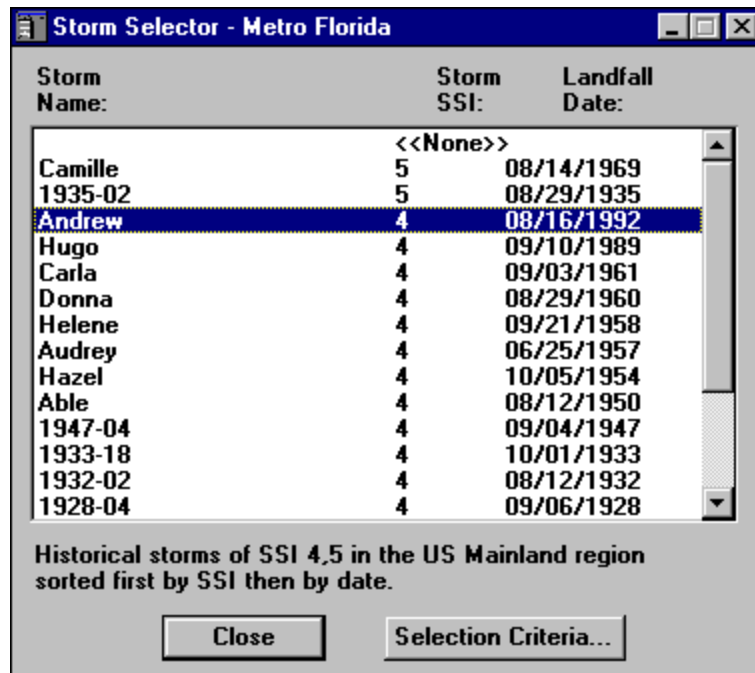 Storm Selector - Metro Florida
Storm Storm Landfall
Name: SSI: Date:
<<None>>
Camille 5 08/14/1969
1935-02 5 08/29/1935
Andrew 4 08/16/1992
Hugo 4 09/10/1989
Carla 4 09/03/1961
Donna 4 08/29/1960
Helene 4 09/21/1958
Audrey 4 06/25/1957
Hazel 4 10/05/1954
Able 4 08/12/1950
1947-04 4 09/04/1947
1933-18 4 10/01/1933
1932-02 4 08/12/1932
1928-04 4 09/06/1928
Historical storms of SSI 4,5 in the US Mainland region
sorted first by SSI then by date.
Close Selection Criteria...